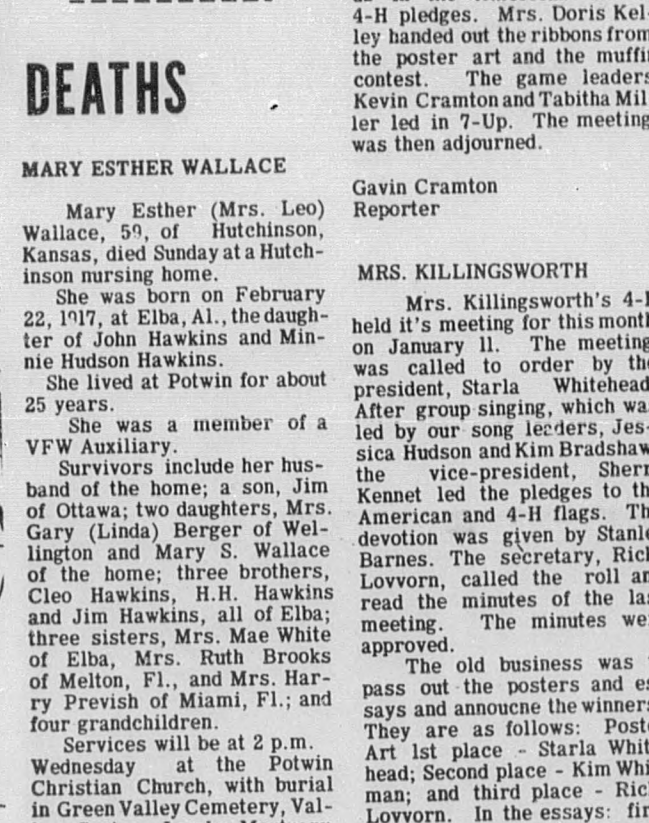 DEATHS
MARY ESTHER WALLACE
Mary Esther (Mrs. Leo)
Wallace, 59, of Hutchinson,
Kansas, died Sunday at a Hutch-
inson nursing home.
She was born on February
22, 1917, at Elba, Al., the daugh-
ter of John Hawkins and Min-
nie Hudson Hawkins.
She lived at Potwin for about
25 years.
She was a member of a
VFW Auxiliary.
Survivors include her hus-
band of the home; a son, Jim
of Ottawa; two daughters, Mrs.
Gary (Linda) Berger of Wel-
lington and Mary S. Wallace
of the home; three brothers,
Cleo Hawkins, H.H. Hawkins
and Jim Hawkins, all of Elba;
three sisters, Mrs. Mae White
of Elba, Mrs. Ruth Brooks
of Melton, Fl., and Mrs. Har-
ry Prevish of Miami, Fl.; and
four grandchildren.
Services will be at 2 p.m.
Wednesday at the Potwin
Christian Church, with burial
in Green Valley Cemetery, Val-
4-H pledges. Mrs. Doris Kel-
ley handed out the ribbons from
the poster art and the muffi
contest. The game leaders
Kevin Cramton and Tabitha Mil
ler led in 7-Up. The meeting
was then adjourned.
Gavin Cramton
Reporter
MRS. KILLINGSWORTH
Mrs. Killingsworth's 4-
held it's meeting for this month
on January 11. The meeting
was called to order by the
president, Starla Whitehead
After group singing, which wa
led by our song leaders, Jes-
sica Hudson and Kim Bradshaw
the vice-president, Sherr
Kennet led the pledges to th
American and 4-H flags. Th
devotion was given by Stanle
Barnes. The secretary, Rick
Lovvorn, called the roll an
read the minutes of the las
meeting. The minutes we
approved.
The old business was
pass out the posters and es
says and annoucne the winners
They are as follows: Poste
Art 1st place - Starla Whit
head; Second place - Kim Whi
man; and third place - Ric
Lovvorn. In the essays: fir